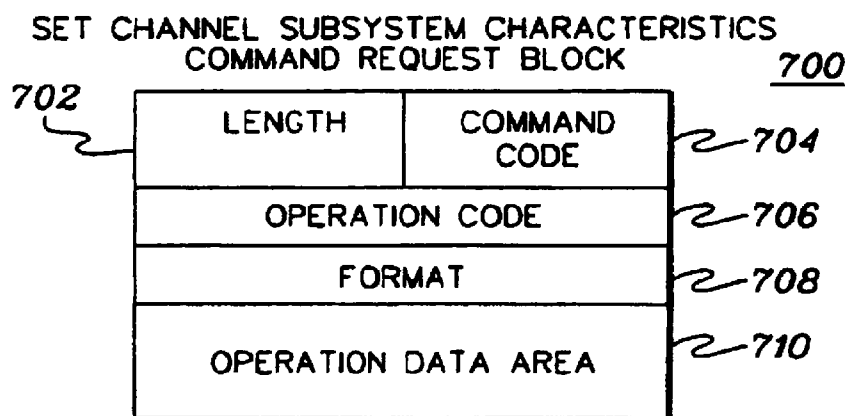 SET CHANNEL SUBSYSTEM CHARACTERISTICS
COMMAND REQUEST BLOCK
700
702
LENGTH
COMMAND
CODE
704
OPERATION CODE
706
FORMAT
708
OPERATION DATA AREA
710